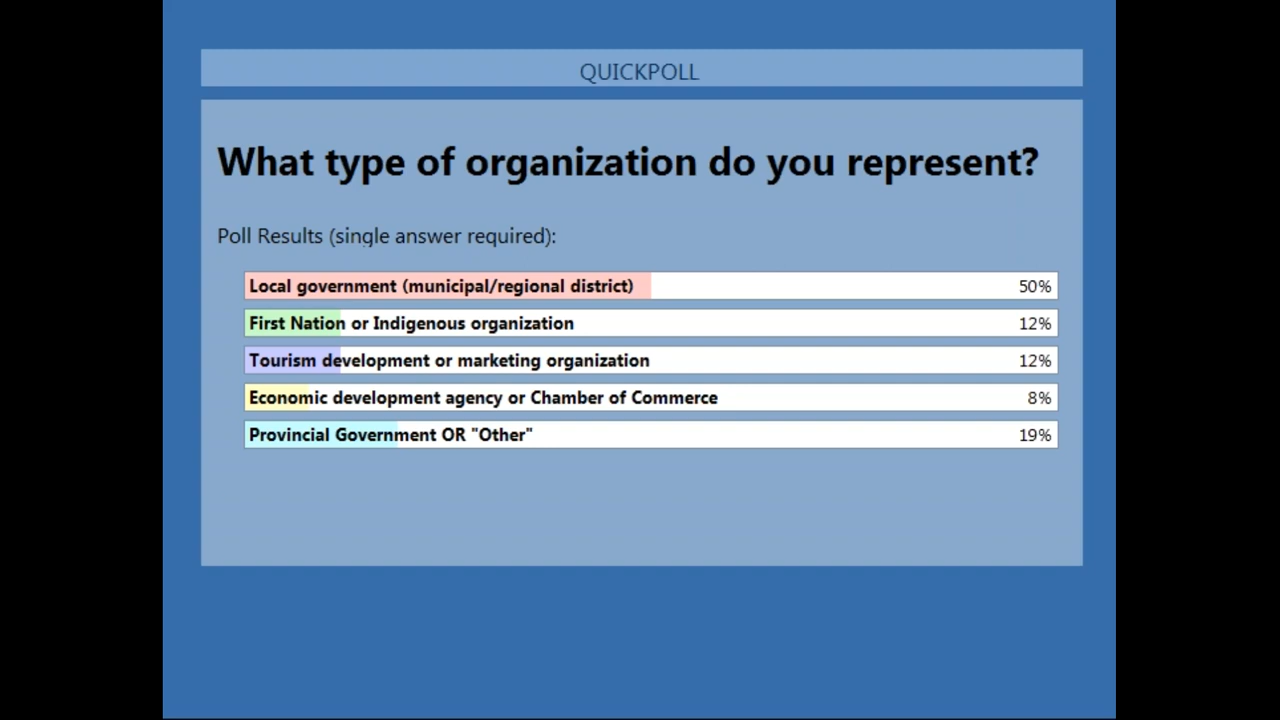 QUICKPOLL
What type of organization do you represent?
Poll Results (single answer required):
Local government (municipal/regional district) 50%
First Nation or Indigenous organization 12%
Tourism development or marketing organization 12%
Economic development agency or Chamber of Commerce 8%
Provincial Government OR "Other" 19%